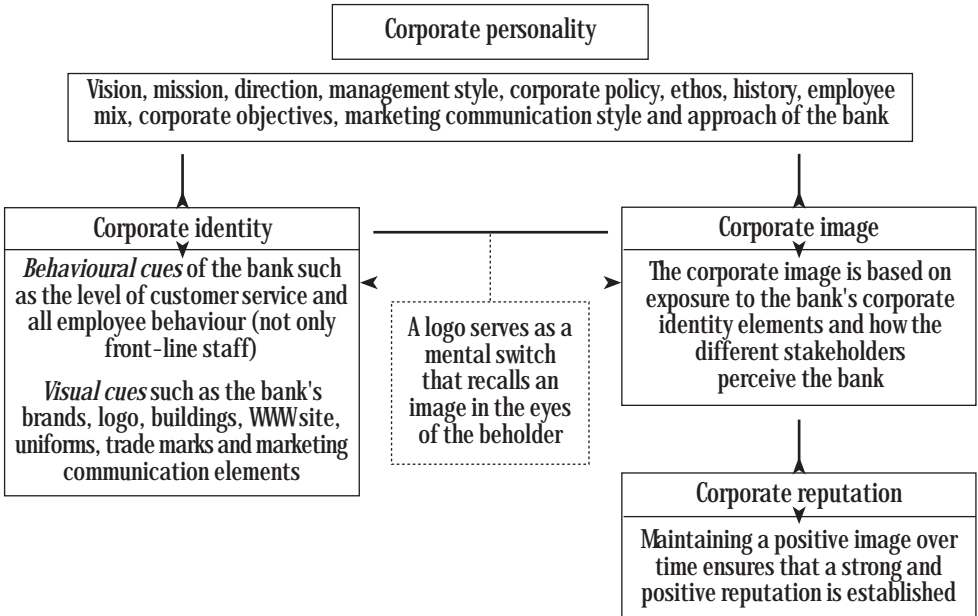 Corporate personality
Vision, mission, direction, management style, corporate policy, ethos, history, employee
mix, corporate objectives, marketing communication style and approach of the bank
Corporate identity
Behavioural cues of the bank such
as the level of customer service and
all employee behaviour (not only
front-line staff)
Visual cues such as the bank's
brands, logo, buildings, WWW site,
uniforms, trade marks and marketing
communication elements
A logo serves as a
mental switch
that recalls an
image in the eyes
of the beholder
Corporate image
The corporate image is based on
exposure to the bank's corporate
identity elements and how the
different stakeholders
perceive the bank
Corporate reputation
Maintaining a positive image over
time ensures that a strong and
positive reputation is established